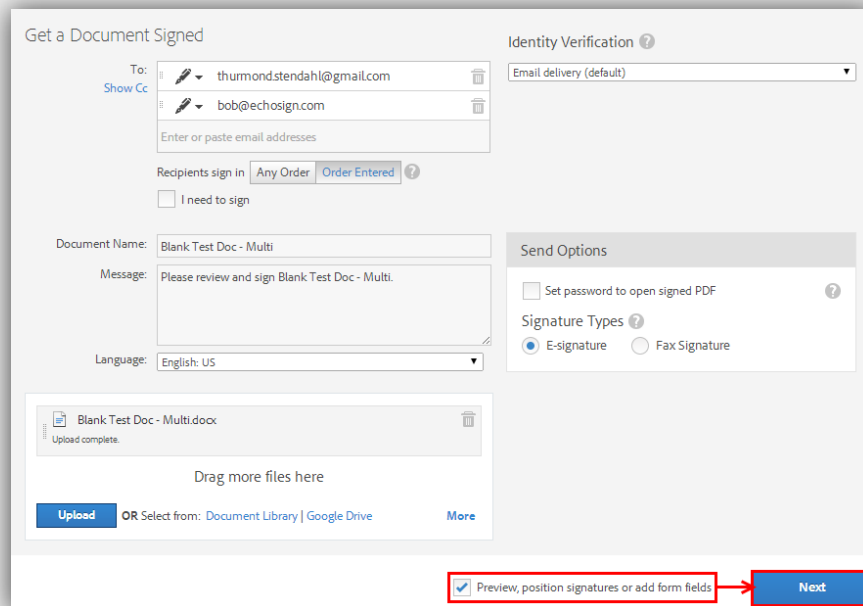 Get a Document Signed
To:
Show Cc
thurmond.stendahl@gmail.com
bob@echosign.com
Enter or paste email addresses
Recipients sign in Any Order Order Entered ?
I need to sign
Identity Verification ?
Email delivery (default)
Document Name: Blank Test Doc - Multi
Message: Please review and sign Blank Test Doc - Multi.
Language: English: US
Send Options
Set password to open signed PDF ?
Signature Types ?
E-signature Fax Signature
Blank Test Doc - Multi.docx
Upload complete.
Drag more files here
Upload OR Select from: Document Library | Google Drive More
Preview, position signatures or add form fields Next